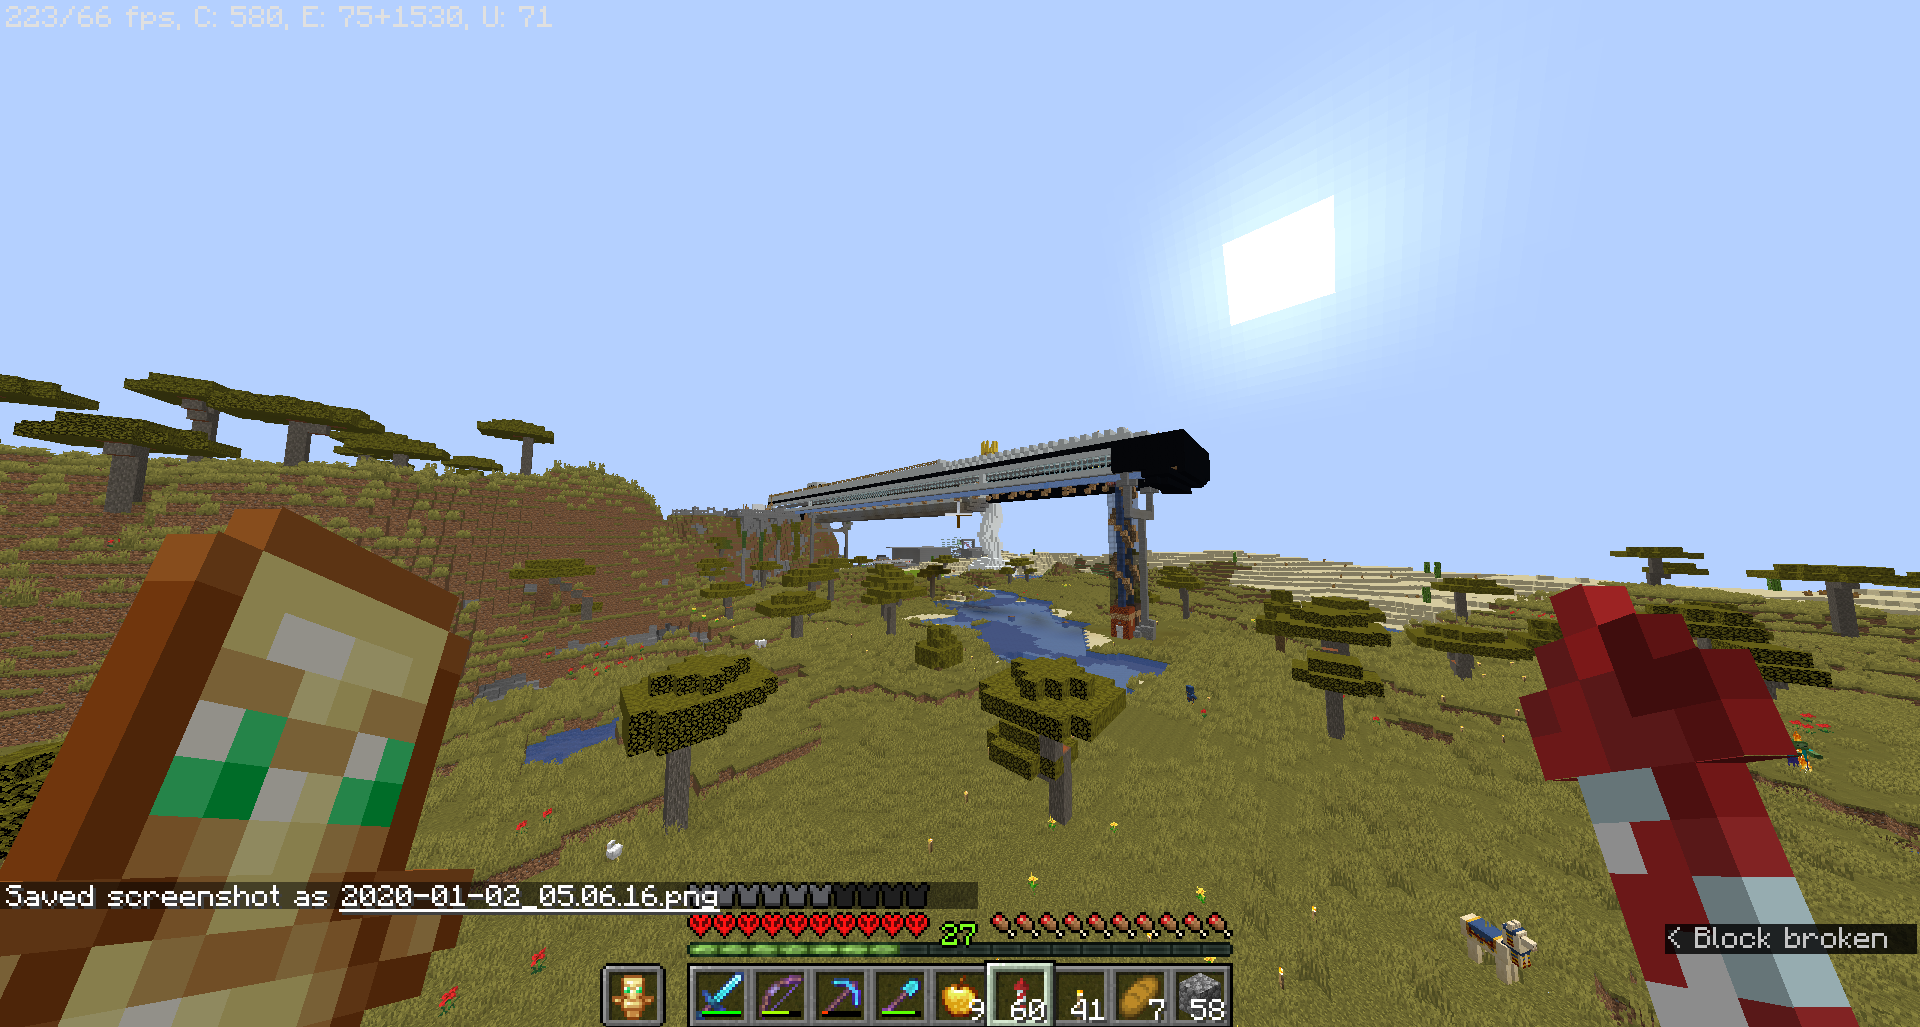 223/66 fps, C: 580, E: 75+1530, U: 71
Saved screenshot as 2020-01-02_05.06.16.png
27
< Block broken
9
60
41
7
58